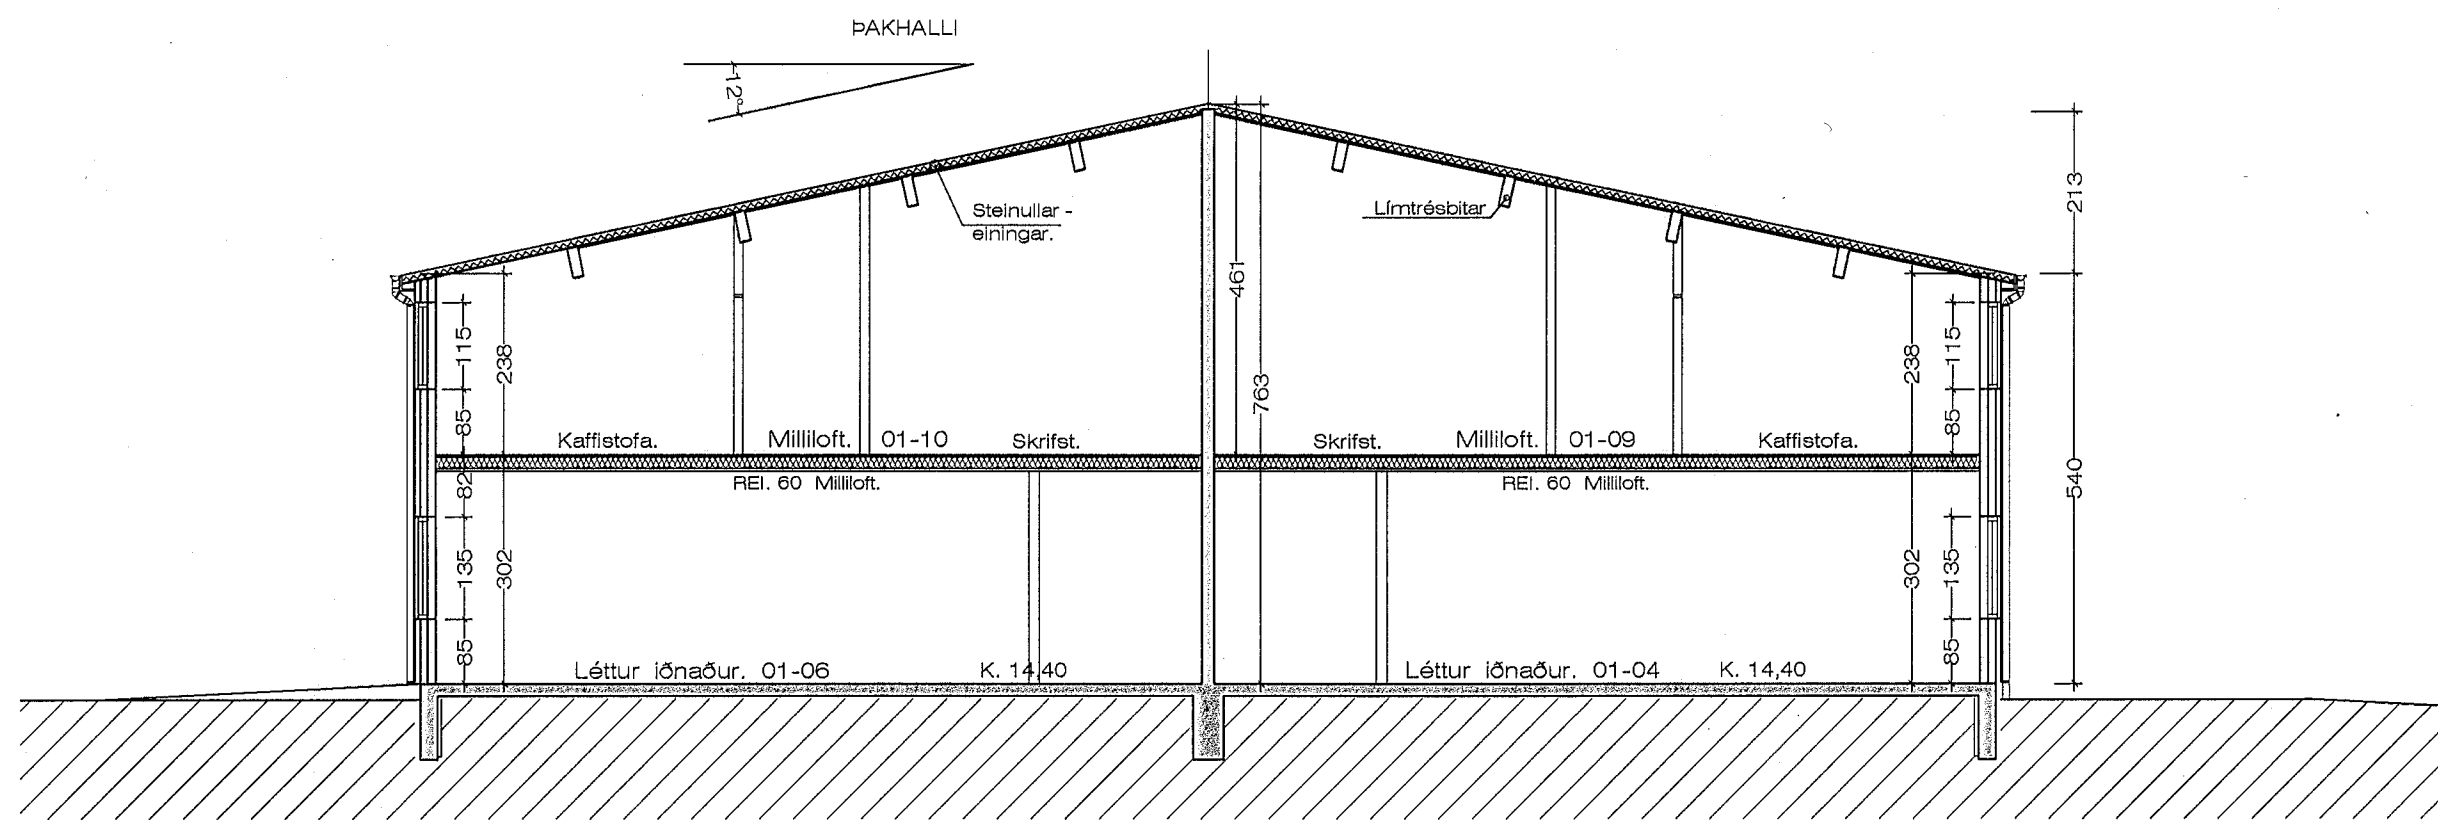 ÞAKHALLI
12°
Steinullar -
einingar.
Límtrésbitar
213
461
763
115
238
85
238
115
85
540
Kaffistofa.
Milliloft. 01-10
Skrifst.
Skrifst.
Milliloft. 01-09
Kaffistofa.
REI. 60 Milliloft.
REI. 60 Milliloft.
82
135
302
85
302
135
85
Léttur iðnaður. 01-06
K. 14,40
Léttur iðnaður. 01-04
K. 14,40